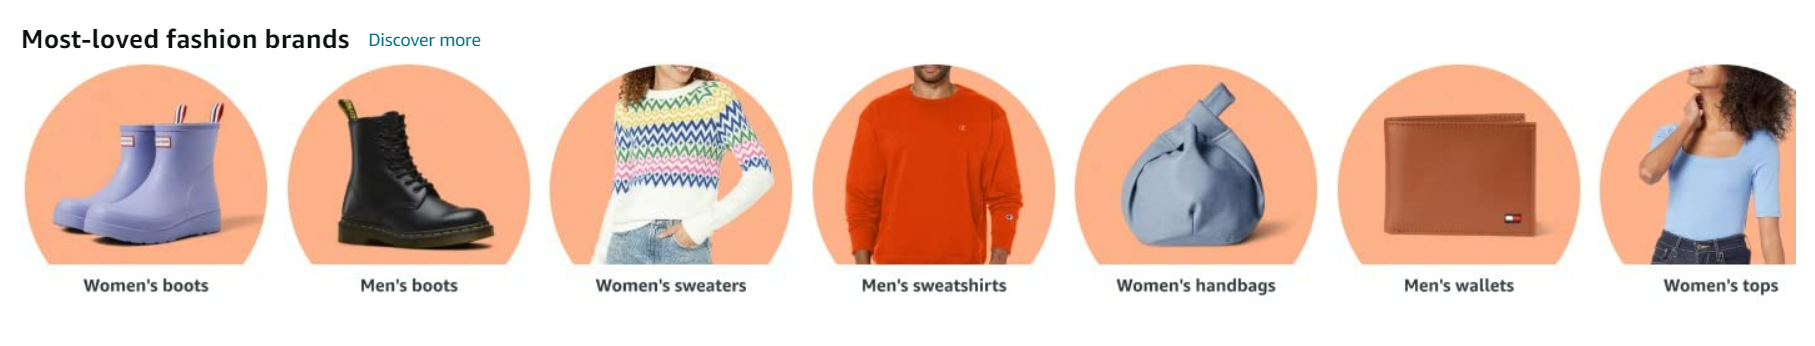 Most-loved fashion brands Discover more
Women's boots
Men's boots
Women's sweaters
Men's sweatshirts
Women's handbags
Men's wallets
Women's tops